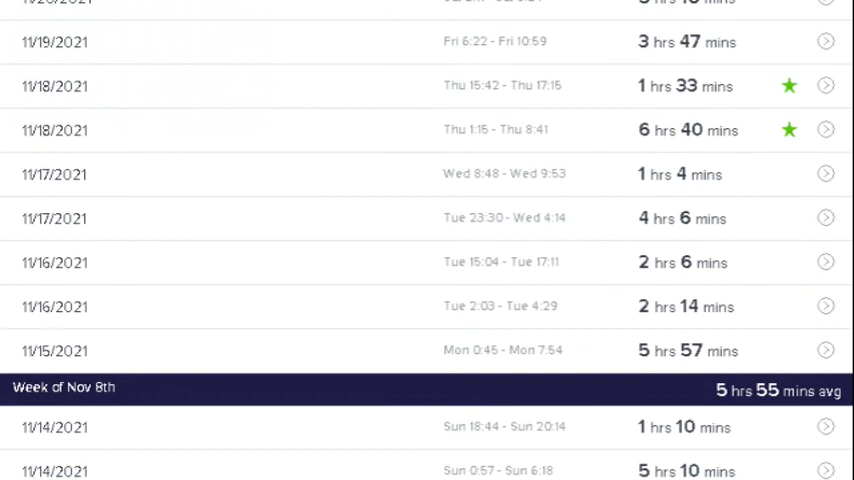 11/19/2021 Fri 6:22 - Fri 10:59 3 hrs 47 mins
11/18/2021 Thu 15:42 - Thu 17:15 1 hrs 33 mins
11/18/2021 Thu 1:15 - Thu 8:41 6 hrs 40 mins
11/17/2021 Wed 8:48 - Wed 9:53 1 hrs 4 mins
11/17/2021 Tue 23:30 - Wed 4:14 4 hrs 6 mins
11/16/2021 Tue 15:04 - Tue 17:11 2 hrs 6 mins
11/16/2021 Tue 2:03 - Tue 4:29 2 hrs 14 mins
11/15/2021 Mon 0:45 - Mon 7:54 5 hrs 57 mins
Week of Nov 8th 5 hrs 55 mins avg
11/14/2021 Sun 18:44 - Sun 20:14 1 hrs 10 mins
11/14/2021 Sun 0:57 - Sun 6:18 5 hrs 10 mins